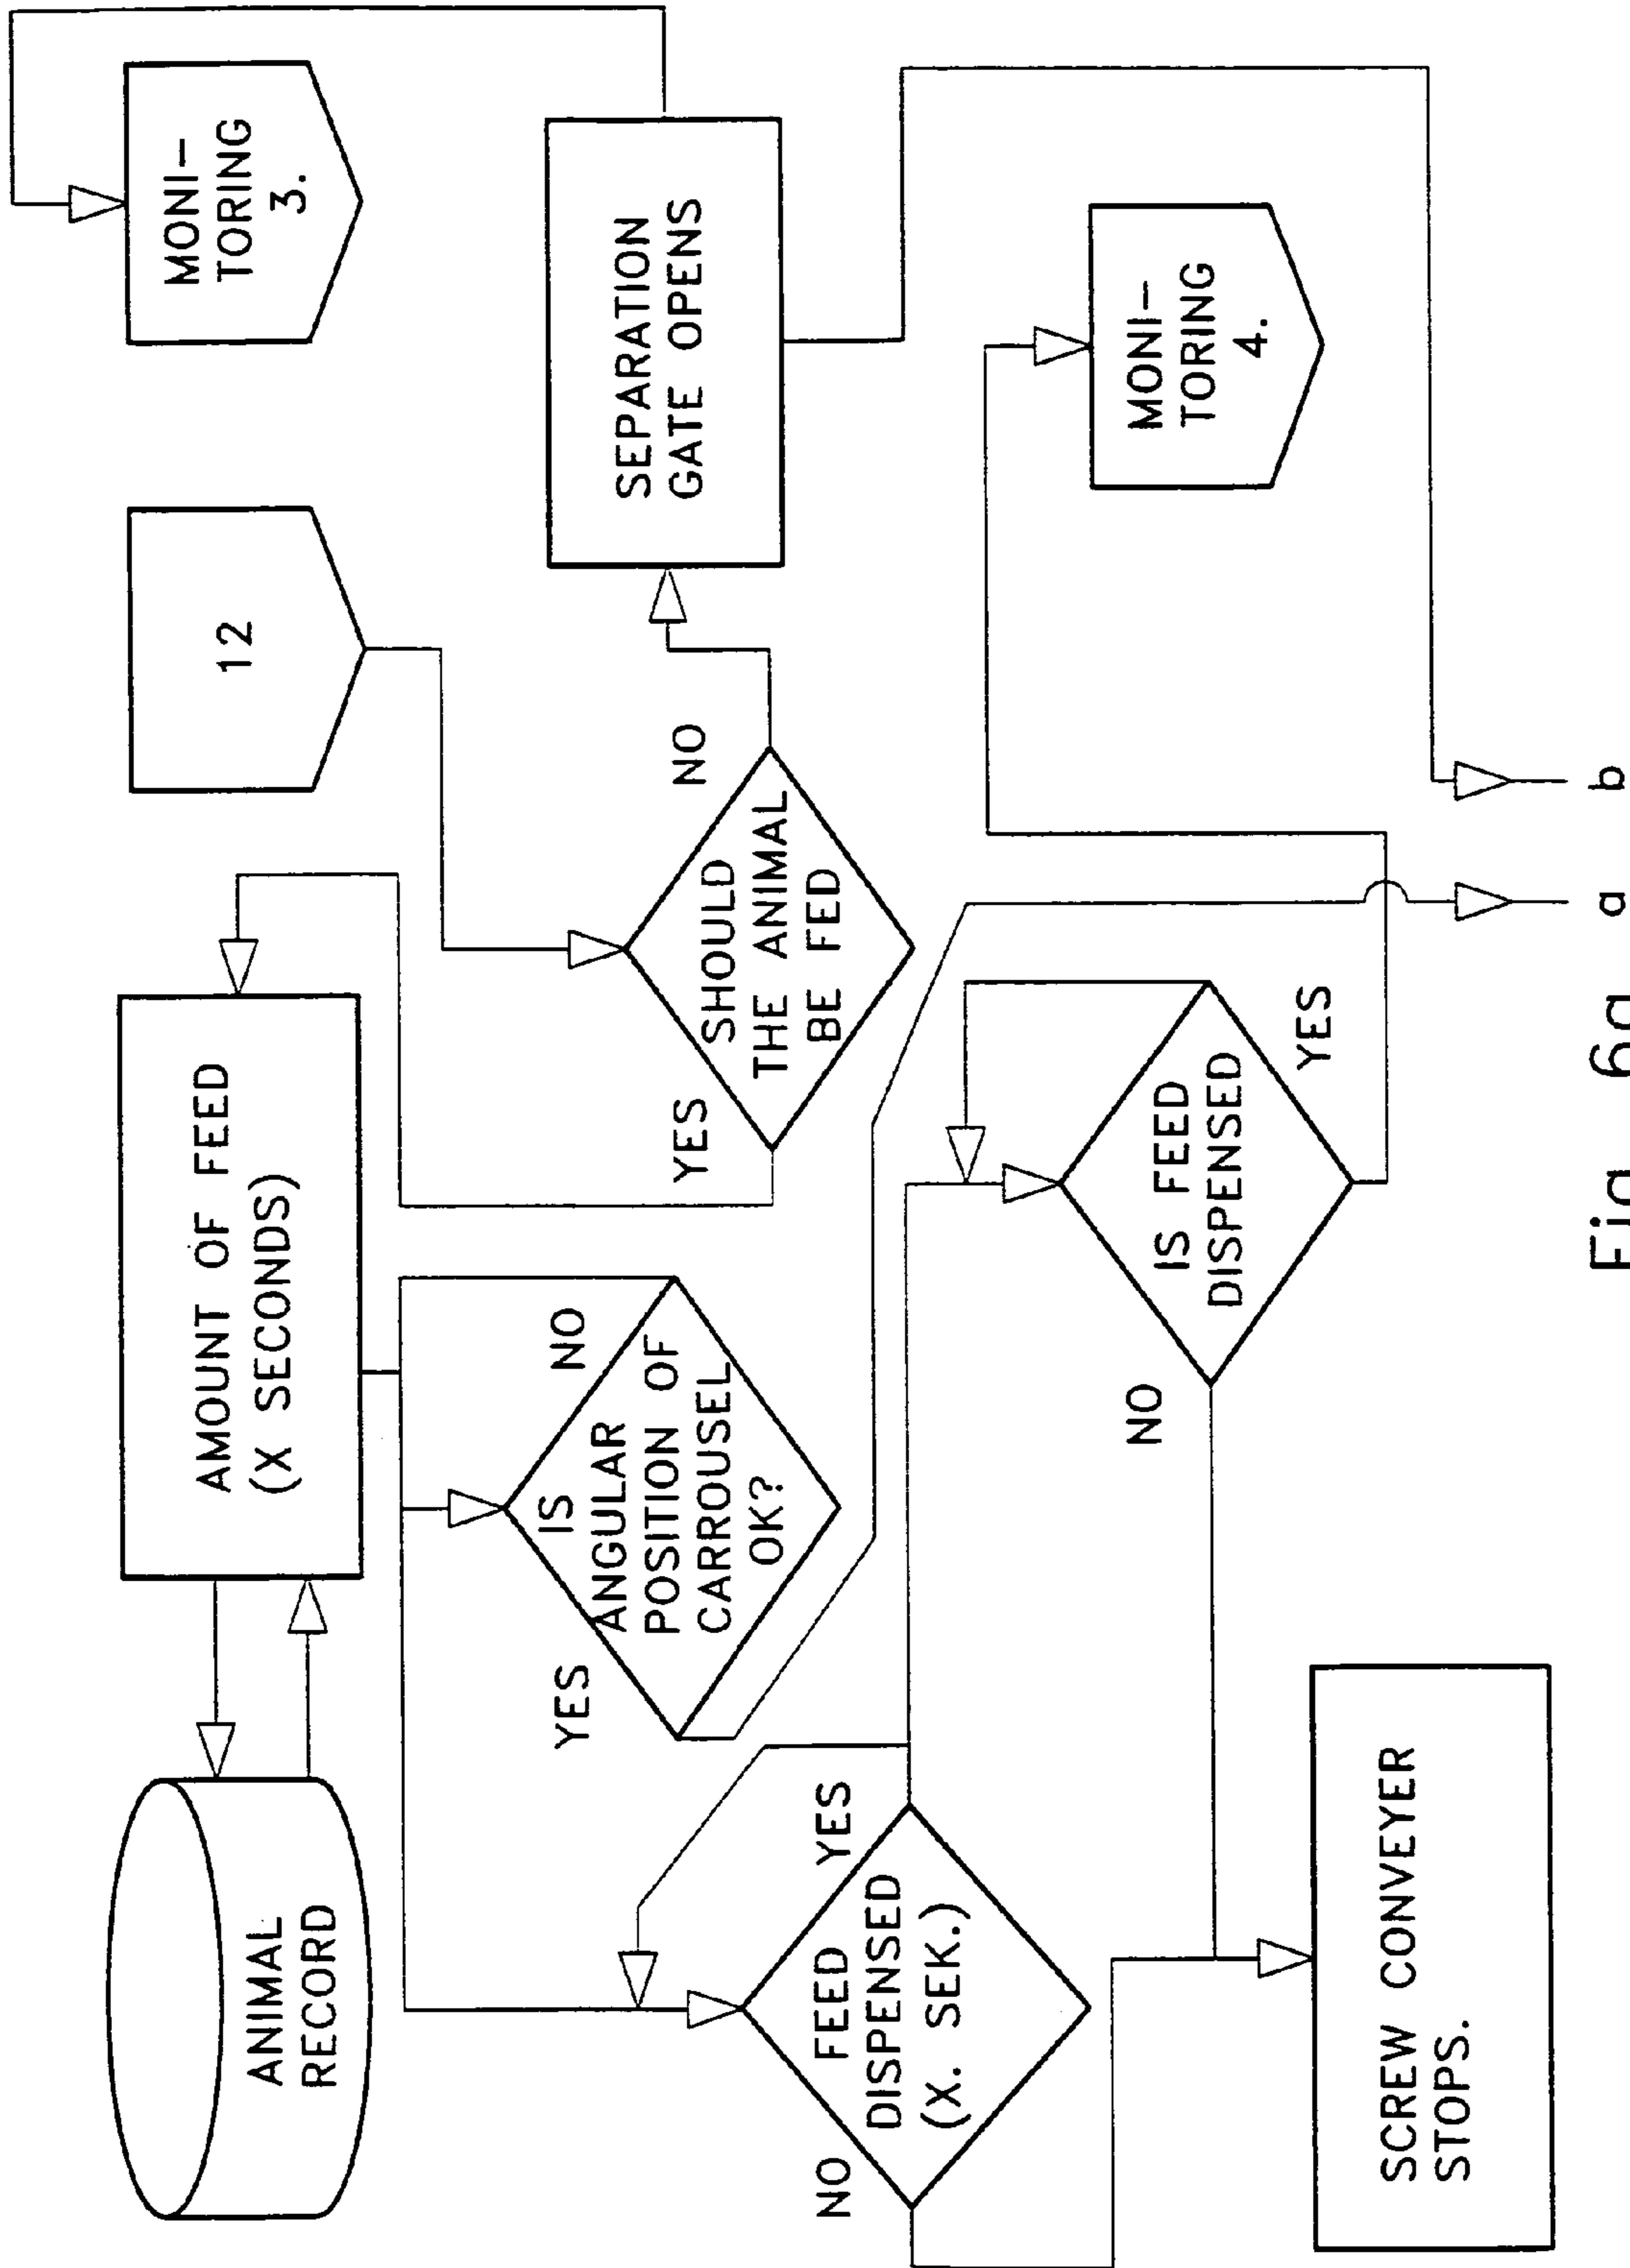 ANIMAL
RECORD
AMOUNT OF FEED
(X SECONDS)
12
MONI-
TORING
3.
YES
IS
ANGULAR
POSITION OF
CARROUSEL
OK?
NO
YES
SHOULD
THE ANIMAL
BE FED
NO
SEPARATION
GATE OPENS
NO
FEED
DISPENSED
(X. SEK.)
YES
NO
IS FEED
DISPENSED
YES
MONI-
TORING
4.
SCREW CONVEYER
STOPS.
a b
Fig. 6a